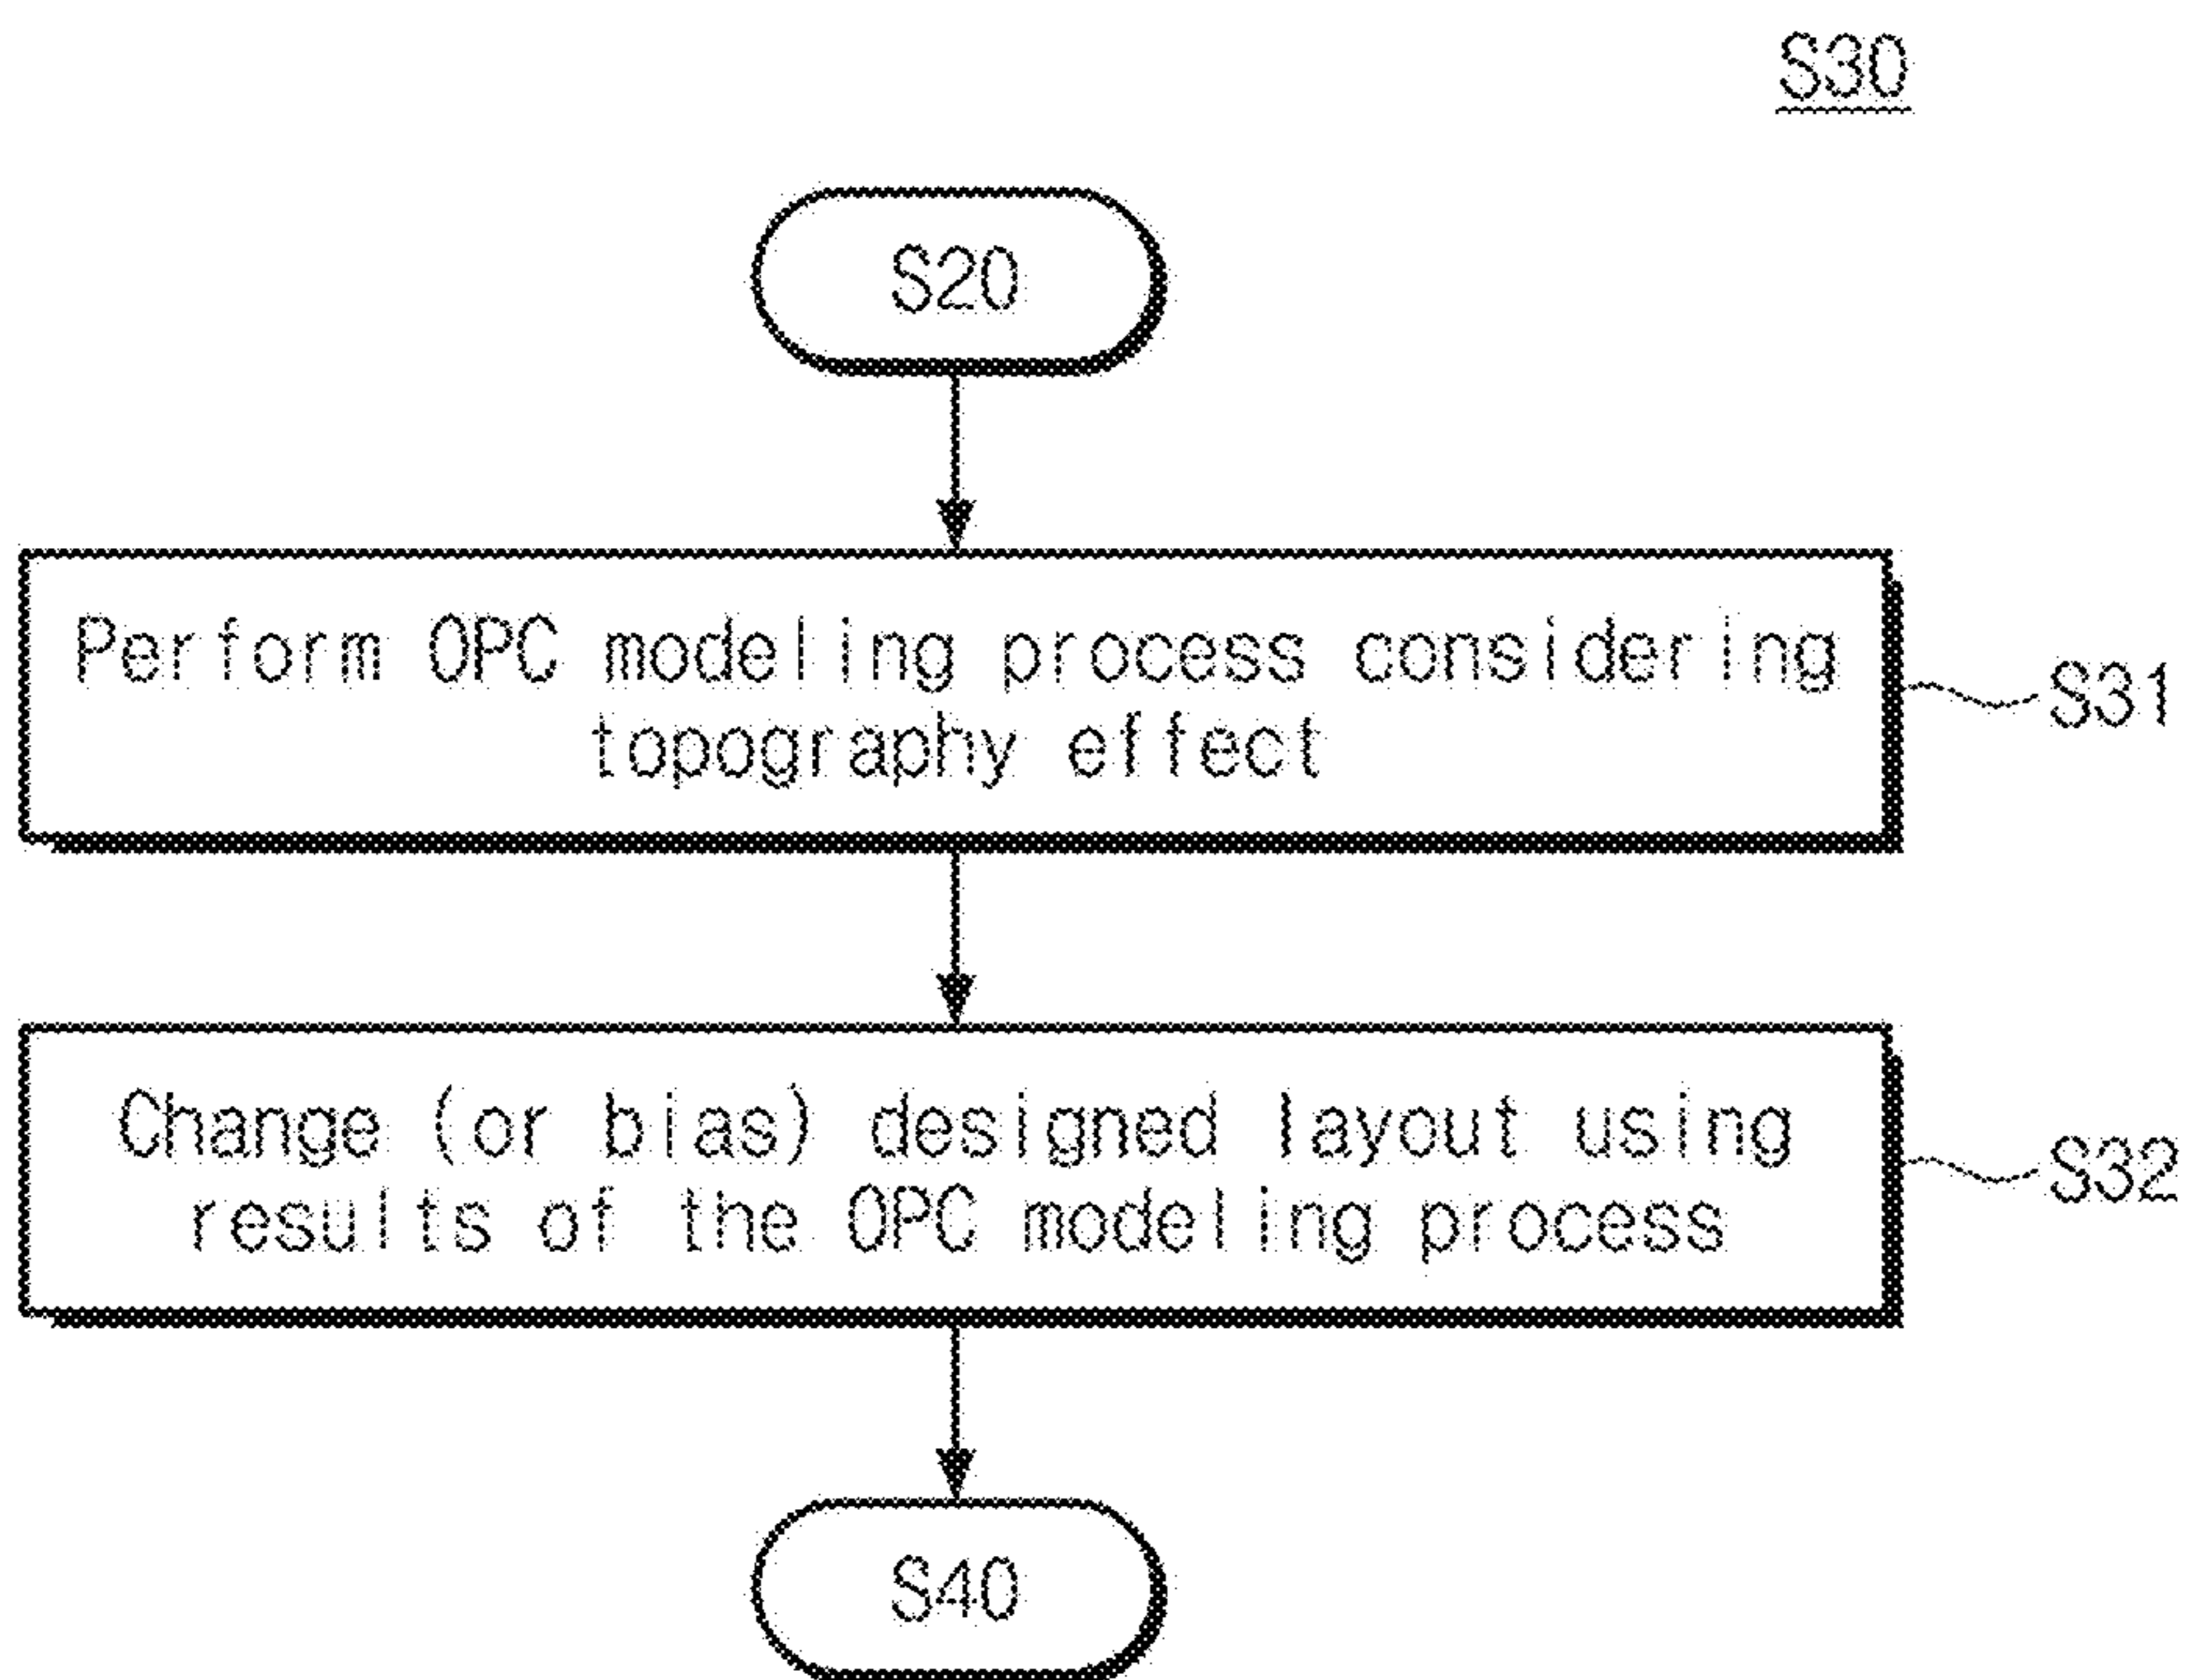 S30
S20
Perform OPC modeling process considering
topography effect
S31
Change (or bias) designed layout using
results of the OPC modeling process
S32
S40